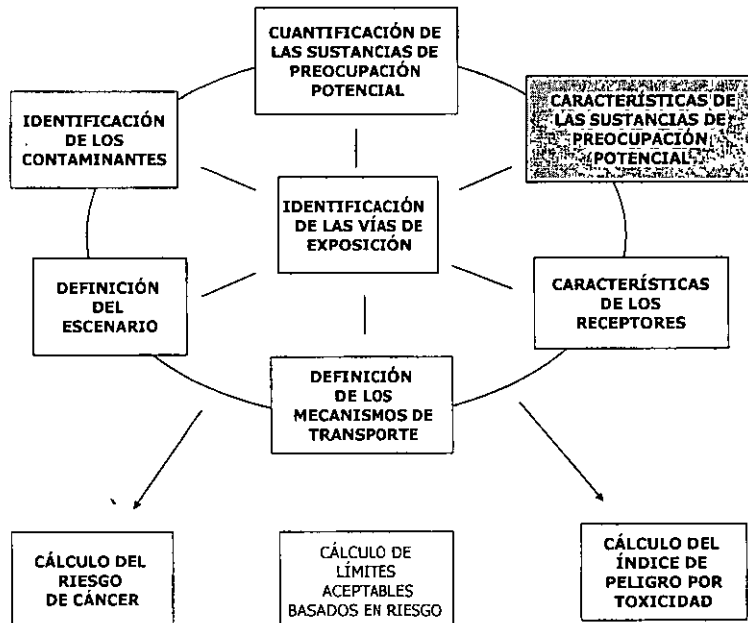 CUANTIFICACIÓN DE
LAS SUSTANCIAS DE
PREOCUPACIÓN
POTENCIAL
IDENTIFICACIÓN
DE LOS
CONTAMINANTES
CARACTERÍSTICAS DE
LAS SUSTANCIAS DE
PREOCUPACIÓN
POTENCIAL
IDENTIFICACIÓN
DE LAS VÍAS DE
EXPOSICIÓN
DEFINICIÓN
DEL
ESCENARIO
CARACTERÍSTICAS
DE LOS
RECEPTORES
DEFINICIÓN
DE LOS
MECANISMOS DE
TRANSPORTE
CÁLCULO DEL
RIESGO
DE CÁNCER
CÁLCULO DE
LÍMITES
ACEPTABLES
BASADOS EN RIESGO
CÁLCULO DEL
ÍNDICE DE
PELIGRO POR
TOXICIDAD